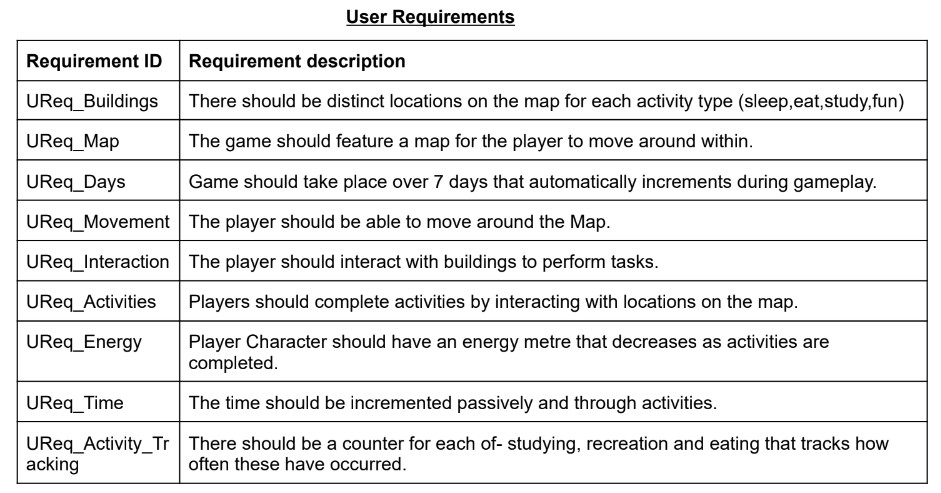 User Requirements
Requirement ID Requirement description
UReq_Buildings There should be distinct locations on the map for each activity type (sleep,eat,study,fun)
UReq_Map The game should feature a map for the player to move around within.
UReq_Days Game should take place over 7 days that automatically increments during gameplay.
UReq_Movement The player should be able to move around the Map.
UReq_Interaction The player should interact with buildings to perform tasks.
UReq_Activities Players should complete activities by interacting with locations on the map.
UReq_Energy Player Character should have an energy metre that decreases as activities are
completed.
UReq_Time The time should be incremented passively and through activities.
UReq_Activity_Tr There should be a counter for each of- studying, recreation and eating that tracks how
acking often these have occurred.